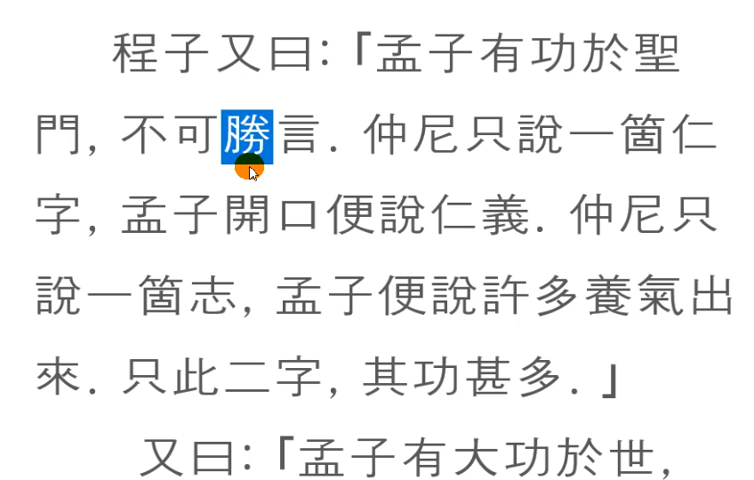 程子又曰:「孟子有功於聖
門, 不可勝言. 仲尼只說一箇仁
字, 孟子開口便說仁義. 仲尼只
說一箇志, 孟子便說許多養氣出
來. 只此二字, 其功甚多.」
又曰:「孟子有大功於世,